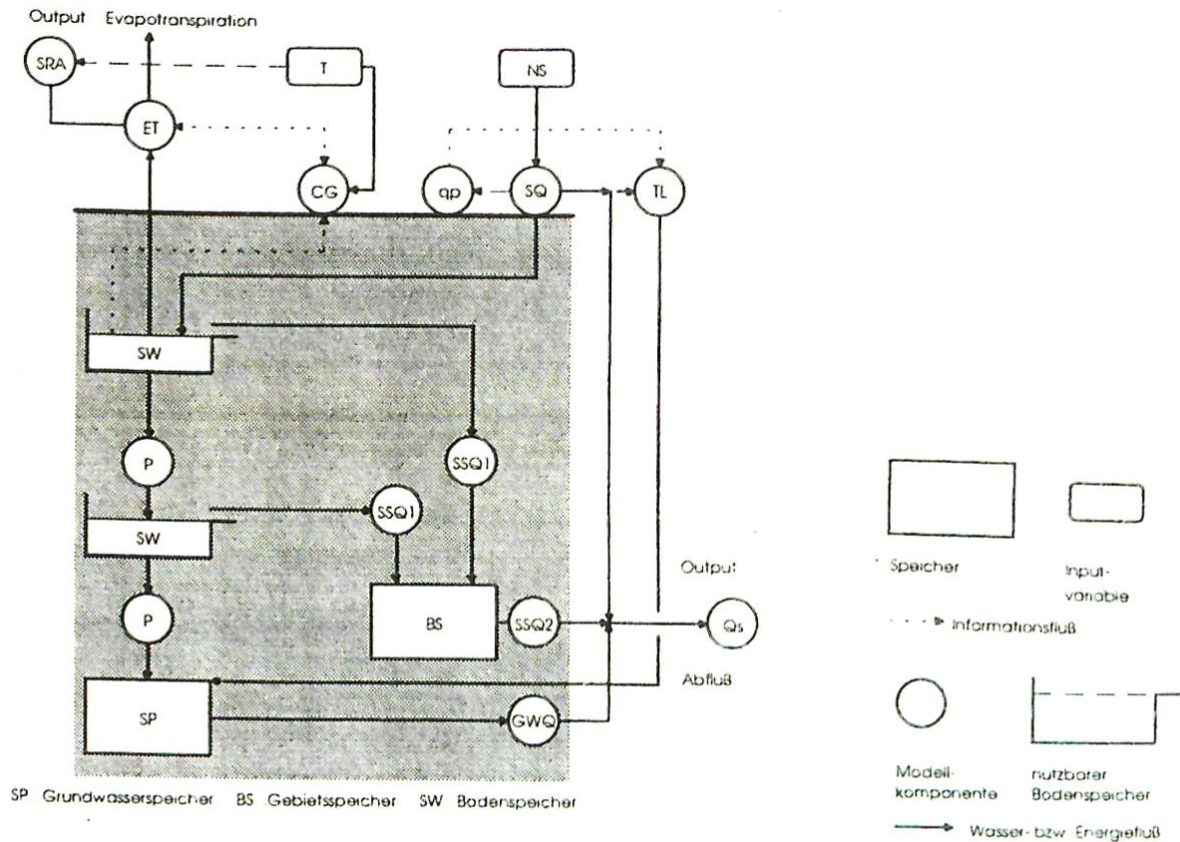 Output Evapotranspiration
SRA
T
NS
ET
CG
qp
SQ
TL
SW
P
SSQ1
SSQ1
SW
Output
P
BS
SSQ2
Qs
Abfluß
SP
GWQ
SP Grundwasserspeicher BS Gebietsspeicher SW Bodenspeicher
Speicher
Input-
variable
Informationsfluß
Modell-
komponente
nutzbarer
Bodenspeicher
Wasser- bzw Energiefluß